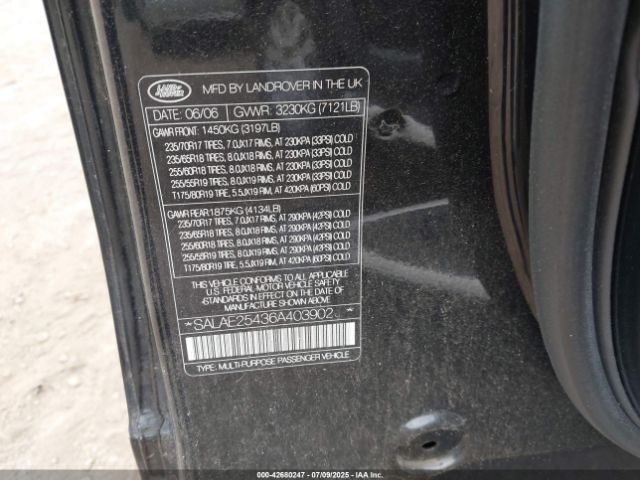 LAND ROVER
MFD BY LANDROVER IN THE UK
DATE: 06/06 GVWR: 3230KG (7121LB)
GAWR FRONT: 1450KG (3197LB)
235/70R17 TIRES, 7.0JX17 RIMS, AT 230KPA (33PSI) COLD
235/65R18 TIRES, 8.0JX18 RIMS, AT 230KPA (33PSI) COLD
255/60R18 TIRES, 8.0JX18 RIMS, AT 230KPA (33PSI) COLD
255/55R19 TIRES, 8.0JX19 RIMS, AT 230KPA (33PSI) COLD
T175/80R19 TIRE, 5.5JX19 RIM, AT 420KPA (60PSI) COLD
GAWR REAR: 1875KG (4134LB)
235/70R17 TIRES, 7.0JX17 RIMS, AT 290KPA (42PSI) COLD
235/65R18 TIRES, 8.0JX18 RIMS, AT 290KPA (42PSI) COLD
255/60R18 TIRES, 8.0JX18 RIMS, AT 290KPA (42PSI) COLD
255/55R19 TIRES, 8.0JX19 RIMS, AT 290KPA (42PSI) COLD
T175/80R19 TIRE, 5.5JX19 RIM, AT 420KPA (60PSI) COLD
THIS VEHICLE CONFORMS TO ALL APPLICABLE
U.S. FEDERAL MOTOR VEHICLE SAFETY
STANDARDS IN EFFECT ON THE DATE OF
MANUFACTURE SHOWN ABOVE.
*SALAE25436A403902*
TYPE: MULTI-PURPOSE PASSENGER VEHICLE
000-42680247 - 07/09/2025 - IAAI.COM